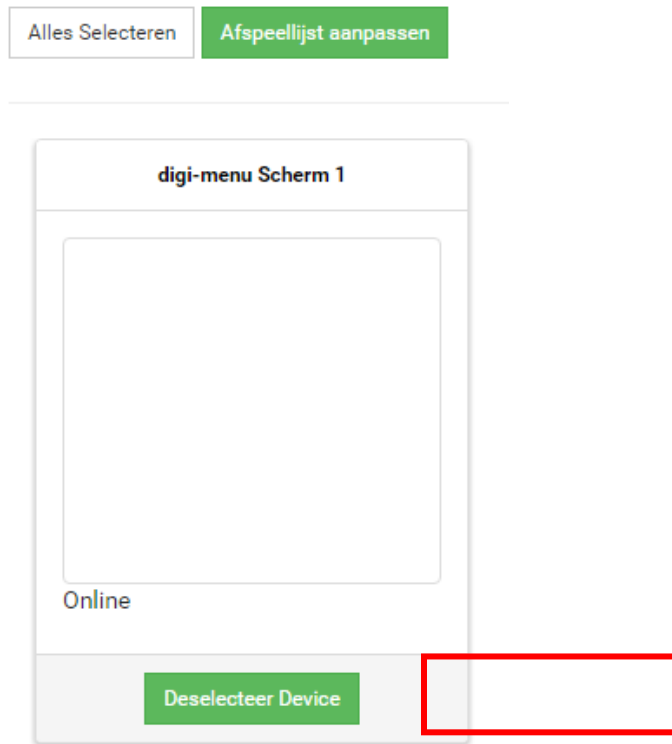 Alles Selecteren
Afspeellijst aanpassen
digi-menu Scherm 1
Online
Deselecteer Device